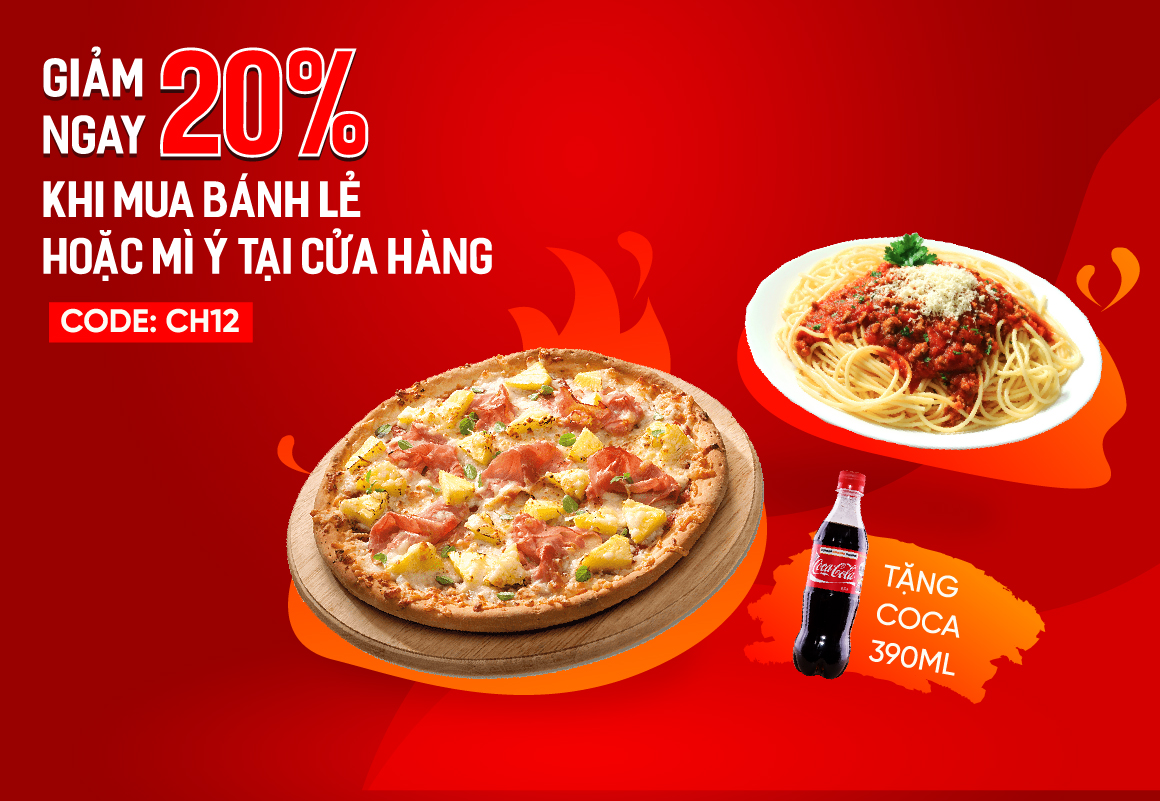 GIẢM
NGAY
20%
KHI MUA BÁNH LẺ
HOẶC MÌ Ý TẠI CỬA HÀNG
CODE: CH12
Coca-Cola
TẶNG
COCA
390ML